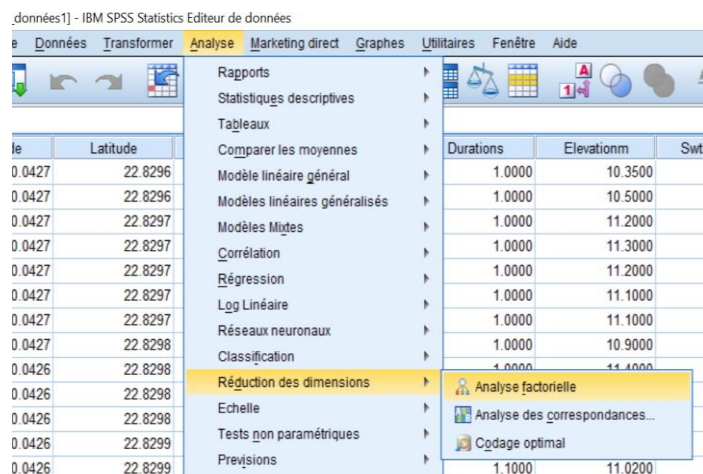 _données1] - IBM SPSS Statistics Editeur de données
e Données Transformer Analyse Marketing direct Graphes Utilitaires Fenêtre Aide
Rapports
Statistiques descriptives
Tableaux
Comparer les moyennes
Modèle linéaire général
Modèles linéaires généralisés
Modèles Mixtes
Corrélation
Régression
Log Linéaire
Réseaux neuronaux
Classification
Réduction des dimensions
Echelle
Tests non paramétriques
Prévisions
Analyse factorielle
Analyse des correspondances...
Codage optimal
A
1
de Latitude Durations Elevationm Swt
0.0427 22.8296 1.0000 10.3500
0.0427 22.8296 1.0000 10.5000
0.0427 22.8297 1.0000 11.2000
0.0427 22.8297 1.0000 11.3000
0.0427 22.8297 1.0000 11.2000
0.0427 22.8297 1.0000 11.1000
0.0427 22.8297 1.0000 11.1000
0.0427 22.8298 1.0000 10.9000
0.0426 22.8298 1.0000 11.4000
0.0426 22.8298
0.0426 22.8298
0.0426 22.8299
0.0426 22.8299 1.1000 11.0200